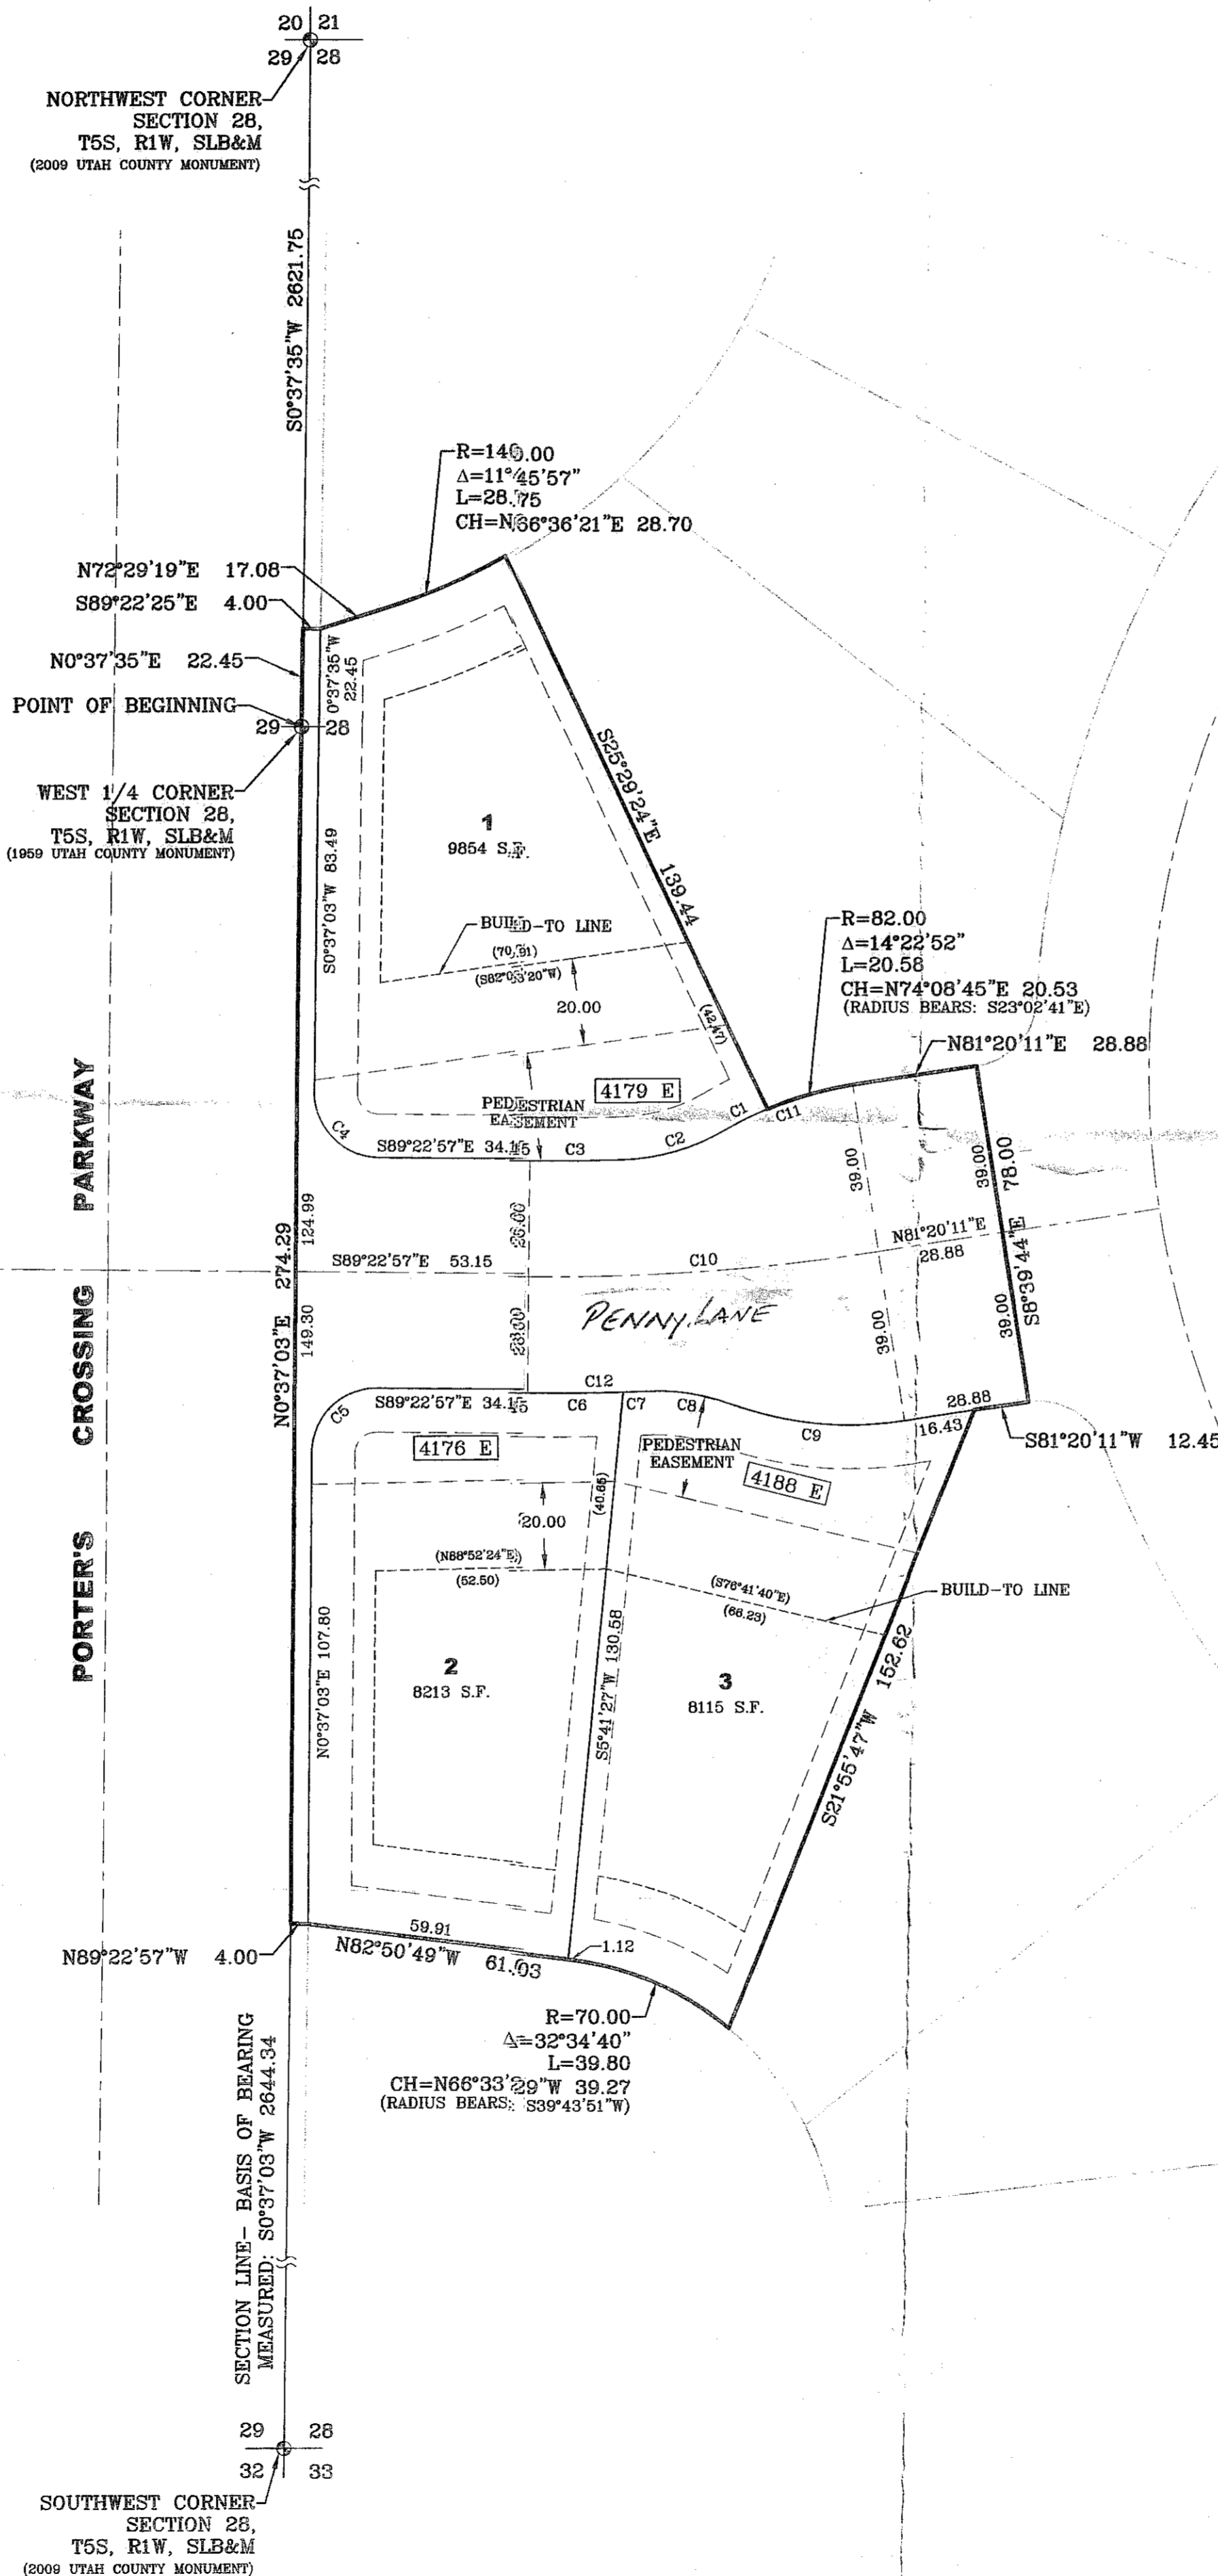 20 21
29 28
NORTHWEST CORNER
SECTION 28,
T5S, R1W, SLB&M
(2009 UTAH COUNTY MONUMENT)
S0°37'35"W 2621.75
R=140.00
Δ=11°45'57"
L=28.75
CH=N66°36'21"E 28.70
N72°29'19"E 17.08
S89°22'25"E 4.00
N0°37'35"E 22.45
0°37'35"W
22.45
POINT OF BEGINNING
29 28
WEST 1/4 CORNER
SECTION 28,
T5S, R1W, SLB&M
(1959 UTAH COUNTY MONUMENT)
S25°29'24"E 139.44
1
9854 S.F.
S0°37'03"W 83.49
BUILD-TO LINE
(70.91)
(S82°03'20"W)
20.00
(42.47)
R=82.00
Δ=14°22'52"
L=20.58
CH=N74°08'45"E 20.53
(RADIUS BEARS: S23°02'41"E)
N81°20'11"E 28.88
4179 E
PEDESTRIAN
EASEMENT
C1
C11
C2
C3
C4
S89°22'57"E 34.15
39.00
39.00
78.00
S8°39'44"E
N81°20'11"E
28.88
26.00
124.99
S89°22'57"E 53.15
C10
PENNY LANE
39.00
39.00
N0°37'03"E 274.29
149.30
PORTER'S CROSSING PARKWAY
C12
S89°22'57"E 34.15
C5
C6
C7
C8
C9
28.88
16.43
S81°20'11"W 12.45
4176 E
PEDESTRIAN
EASEMENT
4188 E
(40.65)
20.00
(N88°52'24"E)
(52.50)
(S76°41'40"E)
(66.23)
BUILD-TO LINE
N0°37'03"E 107.80
2
8213 S.F.
S5°41'27"W 130.58
3
8115 S.F.
S21°55'47"W 152.62
59.91
1.12
N89°22'57"W 4.00
N82°50'49"W 61.03
R=70.00
Δ=32°34'40"
L=39.80
CH=N66°33'29"W 39.27
(RADIUS BEARS: S39°43'51"W)
SECTION LINE- BASIS OF BEARING
MEASURED: S0°37'03"W 2644.34
29 28
32 33
SOUTHWEST CORNER
SECTION 28,
T5S, R1W, SLB&M
(2009 UTAH COUNTY MONUMENT)